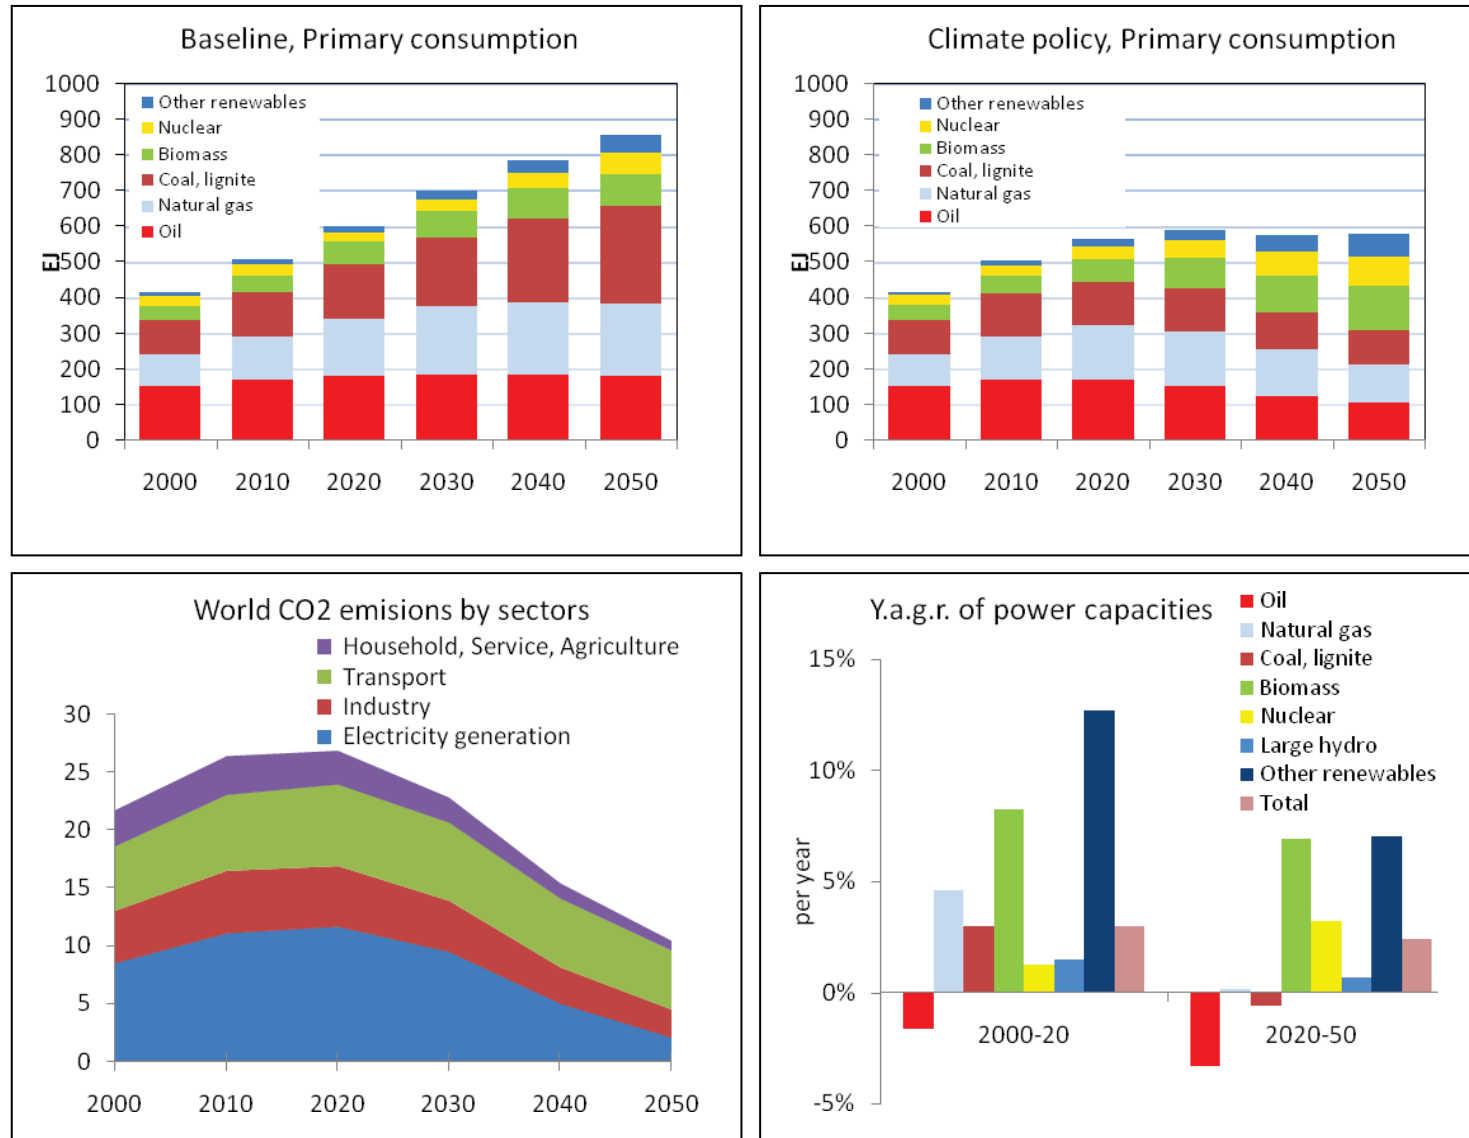 Baseline, Primary consumption
1000
900
800
700
600
500
400
300
200
100
0
EJ
Other renewables
Nuclear
Biomass
Coal, lignite
Natural gas
Oil
2000 2010 2020 2030 2040 2050
Climate policy, Primary consumption
1000
900
800
700
600
500
400
300
200
100
0
EJ
Other renewables
Nuclear
Biomass
Coal, lignite
Natural gas
Oil
2000 2010 2020 2030 2040 2050
World CO2 emisions by sectors
Household, Service, Agriculture
Transport
Industry
Electricity generation
30
25
20
15
10
5
0
2000 2010 2020 2030 2040 2050
Y.a.g.r. of power capacities
Oil
Natural gas
Coal, lignite
Biomass
Nuclear
Large hydro
Other renewables
Total
15%
10%
5%
0%
-5%
per year
2000-20 2020-50